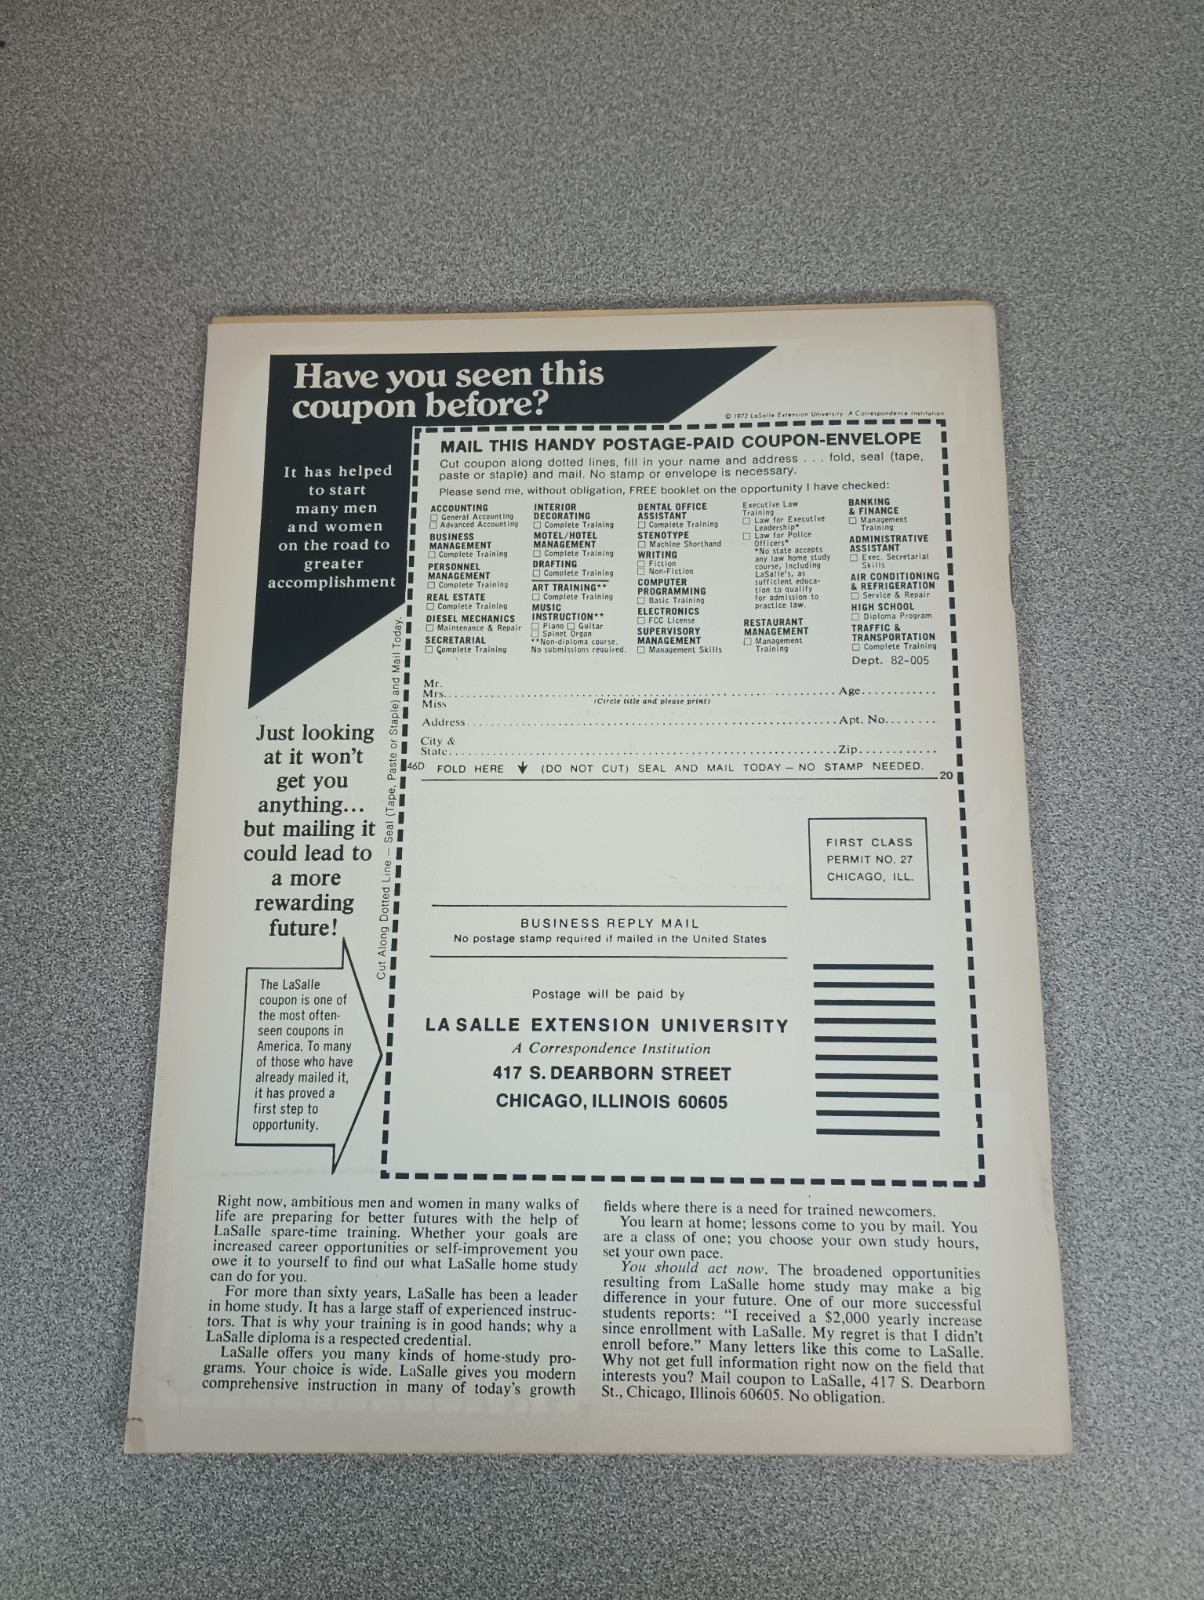 Have you seen this
coupon before?
It has helped
to start
many men
and women
on the road to
greater
accomplishment
Just looking
at it won't
get you
anything...
but mailing it
could lead to
a more
rewarding
future!
The LaSalle
coupon is one of
the most often-
seen coupons in
America. To many
of those who have
already mailed it,
it has proved a
first step to
opportunity.
Cut Along Dotted Line — Seal (Tape, Paste or Staple) and Mail Today.
© 1972 LaSalle Extension University A Correspondence Institution
MAIL THIS HANDY POSTAGE-PAID COUPON-ENVELOPE
Cut coupon along dotted lines, fill in your name and address . . . fold, seal (tape,
paste or staple) and mail. No stamp or envelope is necessary.
Please send me, without obligation, FREE booklet on the opportunity I have checked:
ACCOUNTING
□ General Accounting
□ Advanced Accounting
BUSINESS
MANAGEMENT
□ Complete Training
PERSONNEL
MANAGEMENT
□ Complete Training
REAL ESTATE
□ Complete Training
DIESEL MECHANICS
□ Maintenance & Repair
SECRETARIAL
□ Complete Training
INTERIOR
DECORATING
□ Complete Training
MOTEL/HOTEL
MANAGEMENT
□ Complete Training
DRAFTING
□ Complete Training
ART TRAINING**
□ Complete Training
MUSIC
INSTRUCTION**
□ Piano □ Guitar
□ Spinet Organ
**Non-diploma course.
No submissions required.
DENTAL OFFICE
ASSISTANT
□ Complete Training
STENOTYPE
□ Machine Shorthand
WRITING
□ Fiction
□ Non-Fiction
COMPUTER
PROGRAMMING
□ Basic Training
ELECTRONICS
□ FCC License
SUPERVISORY
MANAGEMENT
□ Management Skills
Executive Law
Training
□ Law for Executive
Leadership*
□ Law for Police
Officers*
*No state accepts
any law home study
course, including
LaSalle's, as
sufficient educa-
tion to qualify
for admission to
practice law.
RESTAURANT
MANAGEMENT
□ Management
Training
BANKING
& FINANCE
□ Management
Training
ADMINISTRATIVE
ASSISTANT
□ Exec. Secretarial
Skills
AIR CONDITIONING
& REFRIGERATION
□ Service & Repair
HIGH SCHOOL
□ Diploma Program
TRAFFIC &
TRANSPORTATION
□ Complete Training
Dept. 82-005
Mr.
Mrs. Age
Miss (Circle title and please print)
Address Apt. No.
City &
State Zip
46D FOLD HERE ↓ (DO NOT CUT) SEAL AND MAIL TODAY — NO STAMP NEEDED. 20
FIRST CLASS
PERMIT NO. 27
CHICAGO, ILL.
BUSINESS REPLY MAIL
No postage stamp required if mailed in the United States
Postage will be paid by
LA SALLE EXTENSION UNIVERSITY
A Correspondence Institution
417 S. DEARBORN STREET
CHICAGO, ILLINOIS 60605
Right now, ambitious men and women in many walks of
life are preparing for better futures with the help of
LaSalle spare-time training. Whether your goals are
increased career opportunities or self-improvement you
owe it to yourself to find out what LaSalle home study
can do for you.
For more than sixty years, LaSalle has been a leader
in home study. It has a large staff of experienced instruc-
tors. That is why your training is in good hands; why a
LaSalle diploma is a respected credential.
LaSalle offers you many kinds of home-study pro-
grams. Your choice is wide. LaSalle gives you modern
comprehensive instruction in many of today's growth
fields where there is a need for trained newcomers.
You learn at home; lessons come to you by mail. You
are a class of one; you choose your own study hours,
set your own pace.
You should act now. The broadened opportunities
resulting from LaSalle home study may make a big
difference in your future. One of our more successful
students reports: "I received a $2,000 yearly increase
since enrollment with LaSalle. My regret is that I didn't
enroll before." Many letters like this come to LaSalle.
Why not get full information right now on the field that
interests you? Mail coupon to LaSalle, 417 S. Dearborn
St., Chicago, Illinois 60605. No obligation.